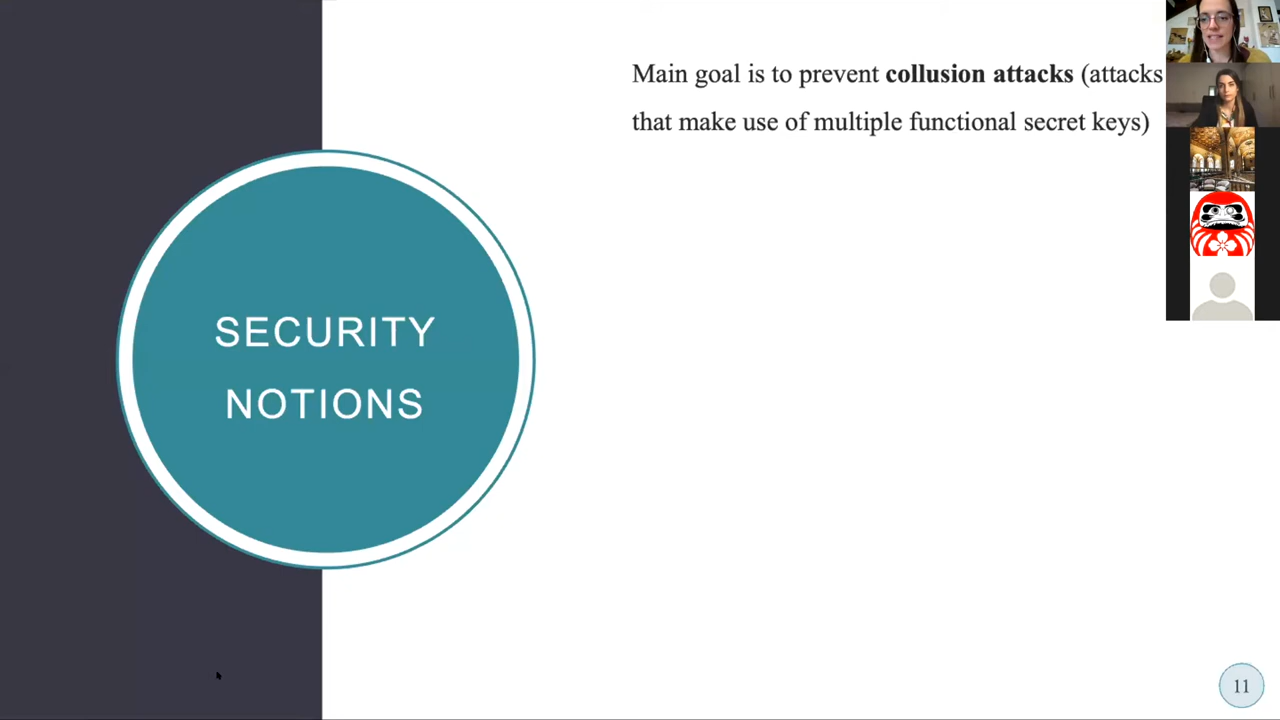 Main goal is to prevent collusion attacks (attacks
that make use of multiple functional secret keys)
SECURITY
NOTIONS
11